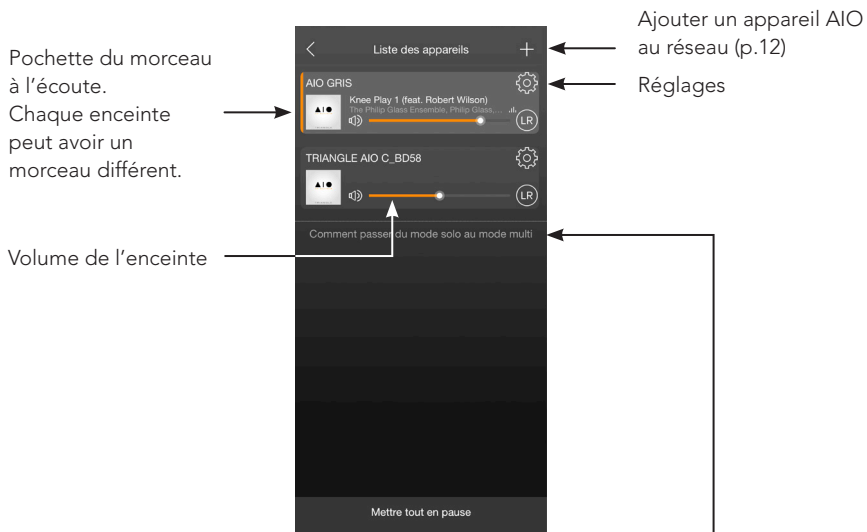 Pochette du morceau
à l'écoute.
Chaque enceinte
peut avoir un
morceau différent.
Volume de l'enceinte
Liste des appareils
AIO GRIS
AIO
Knee Play 1 (feat. Robert Wilson)
The Philip Glass Ensemble, Philip Glass, ...
LR
TRIANGLE AIO C_BD58
AIO
LR
Comment passer du mode solo au mode multi
Mettre tout en pause
Ajouter un appareil AIO
au réseau (p.12)
Réglages